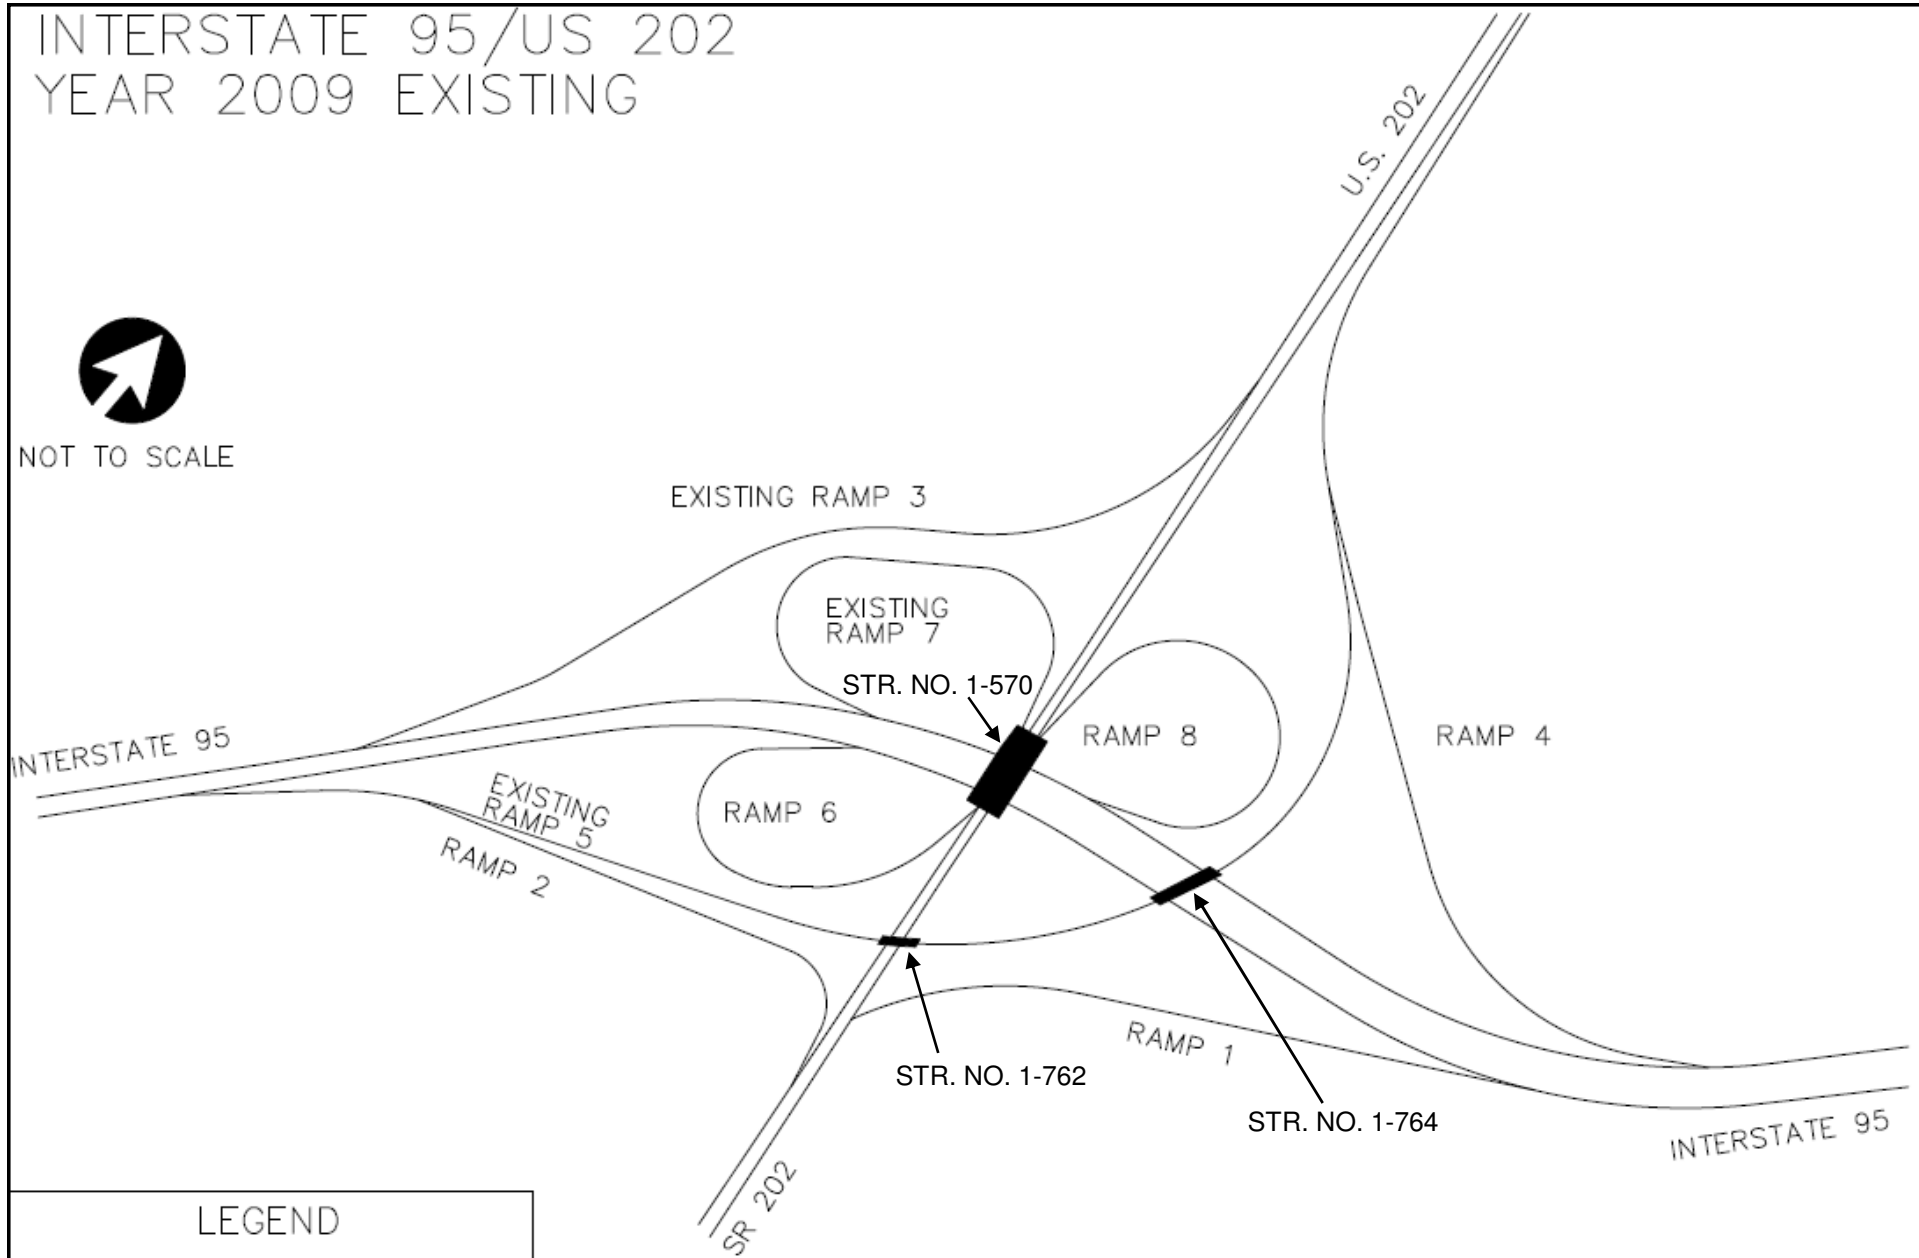 INTERSTATE 95/US 202
YEAR 2009 EXISTING
U.S. 202
NOT TO SCALE
EXISTING RAMP 3
EXISTING
RAMP 7
STR. NO. 1-570
RAMP 8
RAMP 4
INTERSTATE 95
EXISTING
RAMP 5
RAMP 6
RAMP 2
RAMP 1
STR. NO. 1-762
STR. NO. 1-764
INTERSTATE 95
SR 202
LEGEND